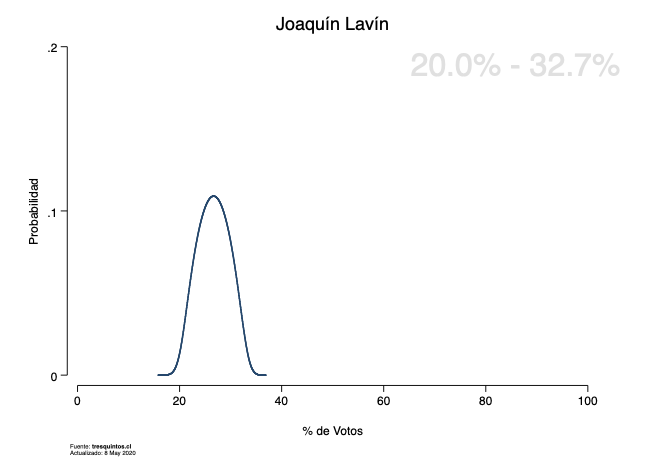 Joaquín Lavín
20.0% - 32.7%
.2
.1
0
Probabilidad
0 20 40 60 80 100
% de Votos
Fuente: tresquintos.cl
Actualizado: 8 May 2020